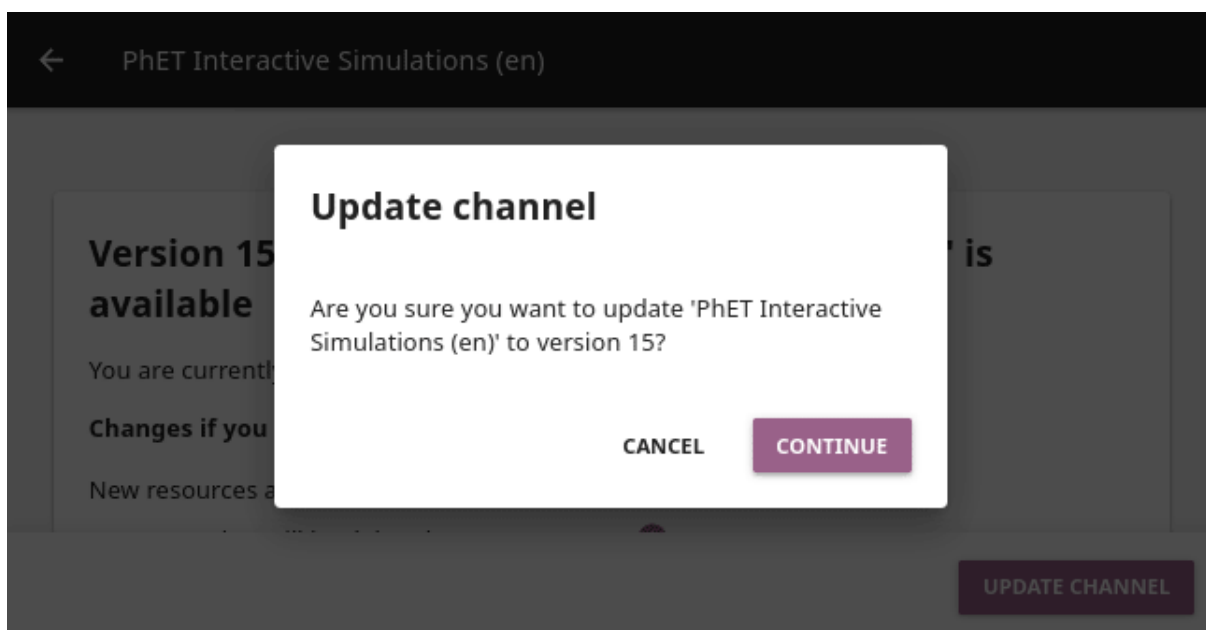 PhET Interactive Simulations (en)
Update channel
Are you sure you want to update 'PhET Interactive
Simulations (en)' to version 15?
CANCEL
CONTINUE
Version 15
' is
available
You are currently
Changes if you
New resources
UPDATE CHANNEL